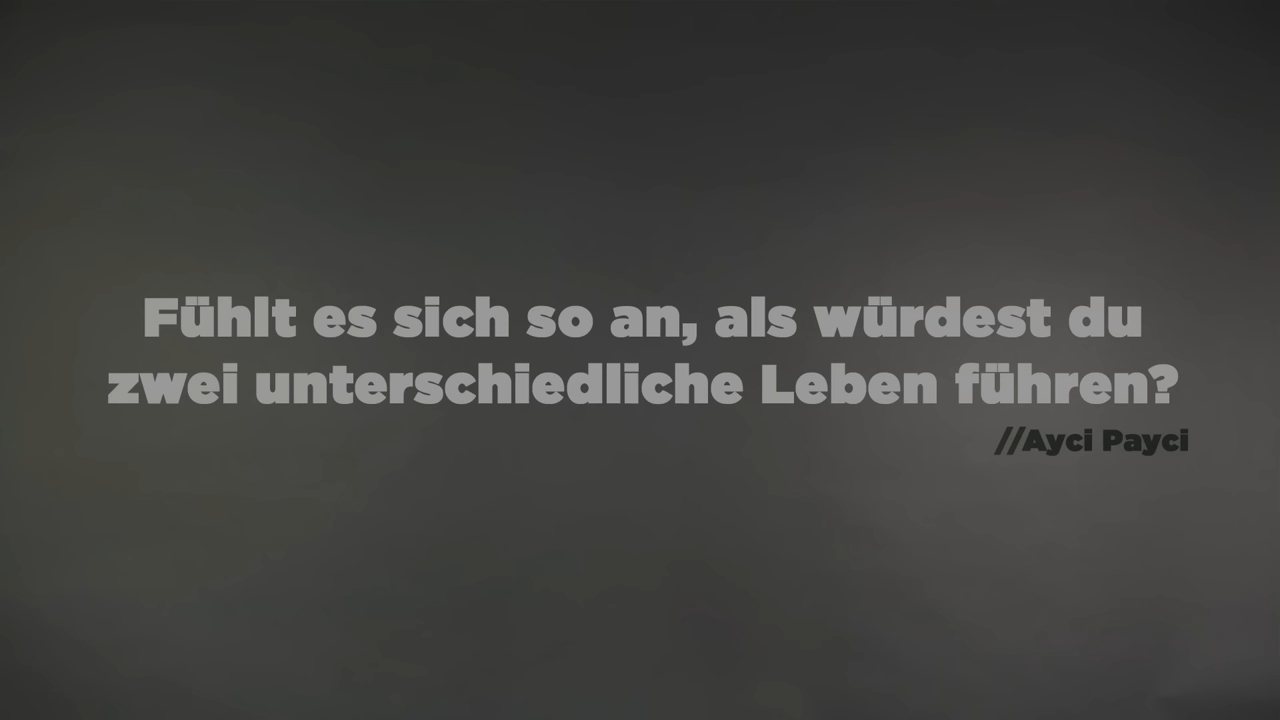 Fühlt es sich so an, als würdest du
zwei unterschiedliche Leben führen?
//Ayci Payci